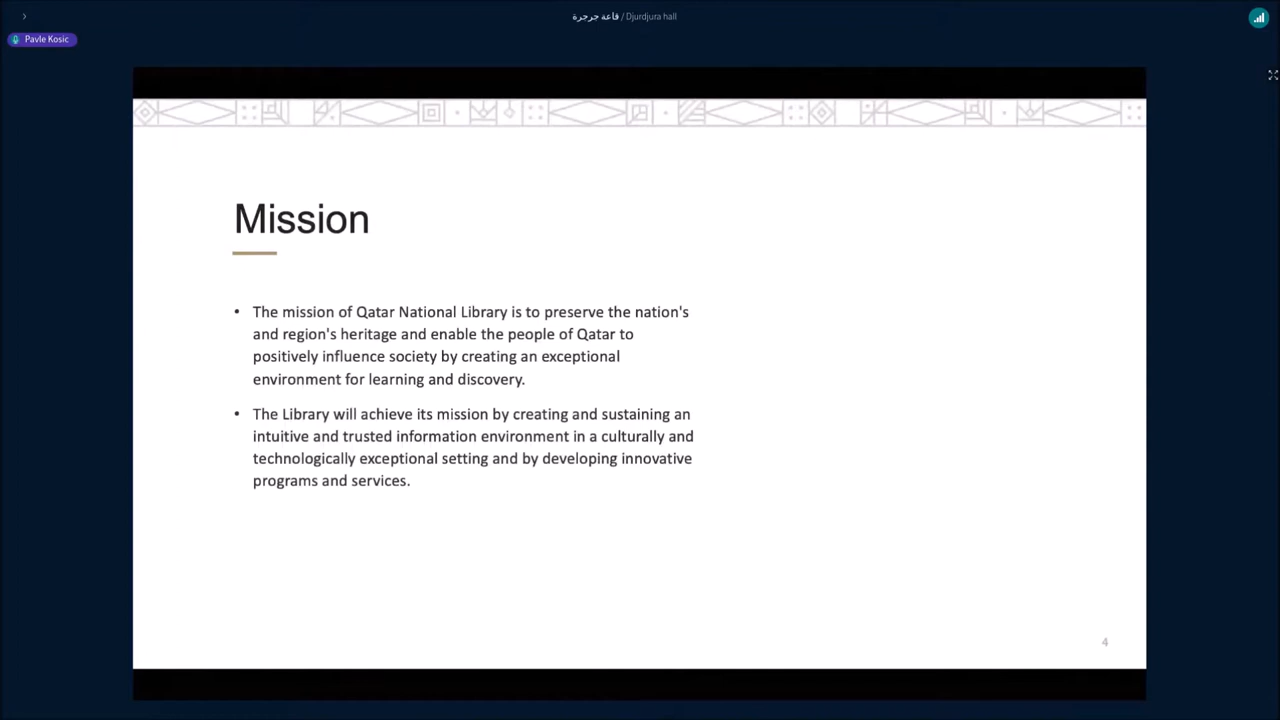 قاعة جرجرة / Djurdjura hall
Pavle Kosic
Mission
• The mission of Qatar National Library is to preserve the nation's
and region's heritage and enable the people of Qatar to
positively influence society by creating an exceptional
environment for learning and discovery.
• The Library will achieve its mission by creating and sustaining an
intuitive and trusted information environment in a culturally and
technologically exceptional setting and by developing innovative
programs and services.
4